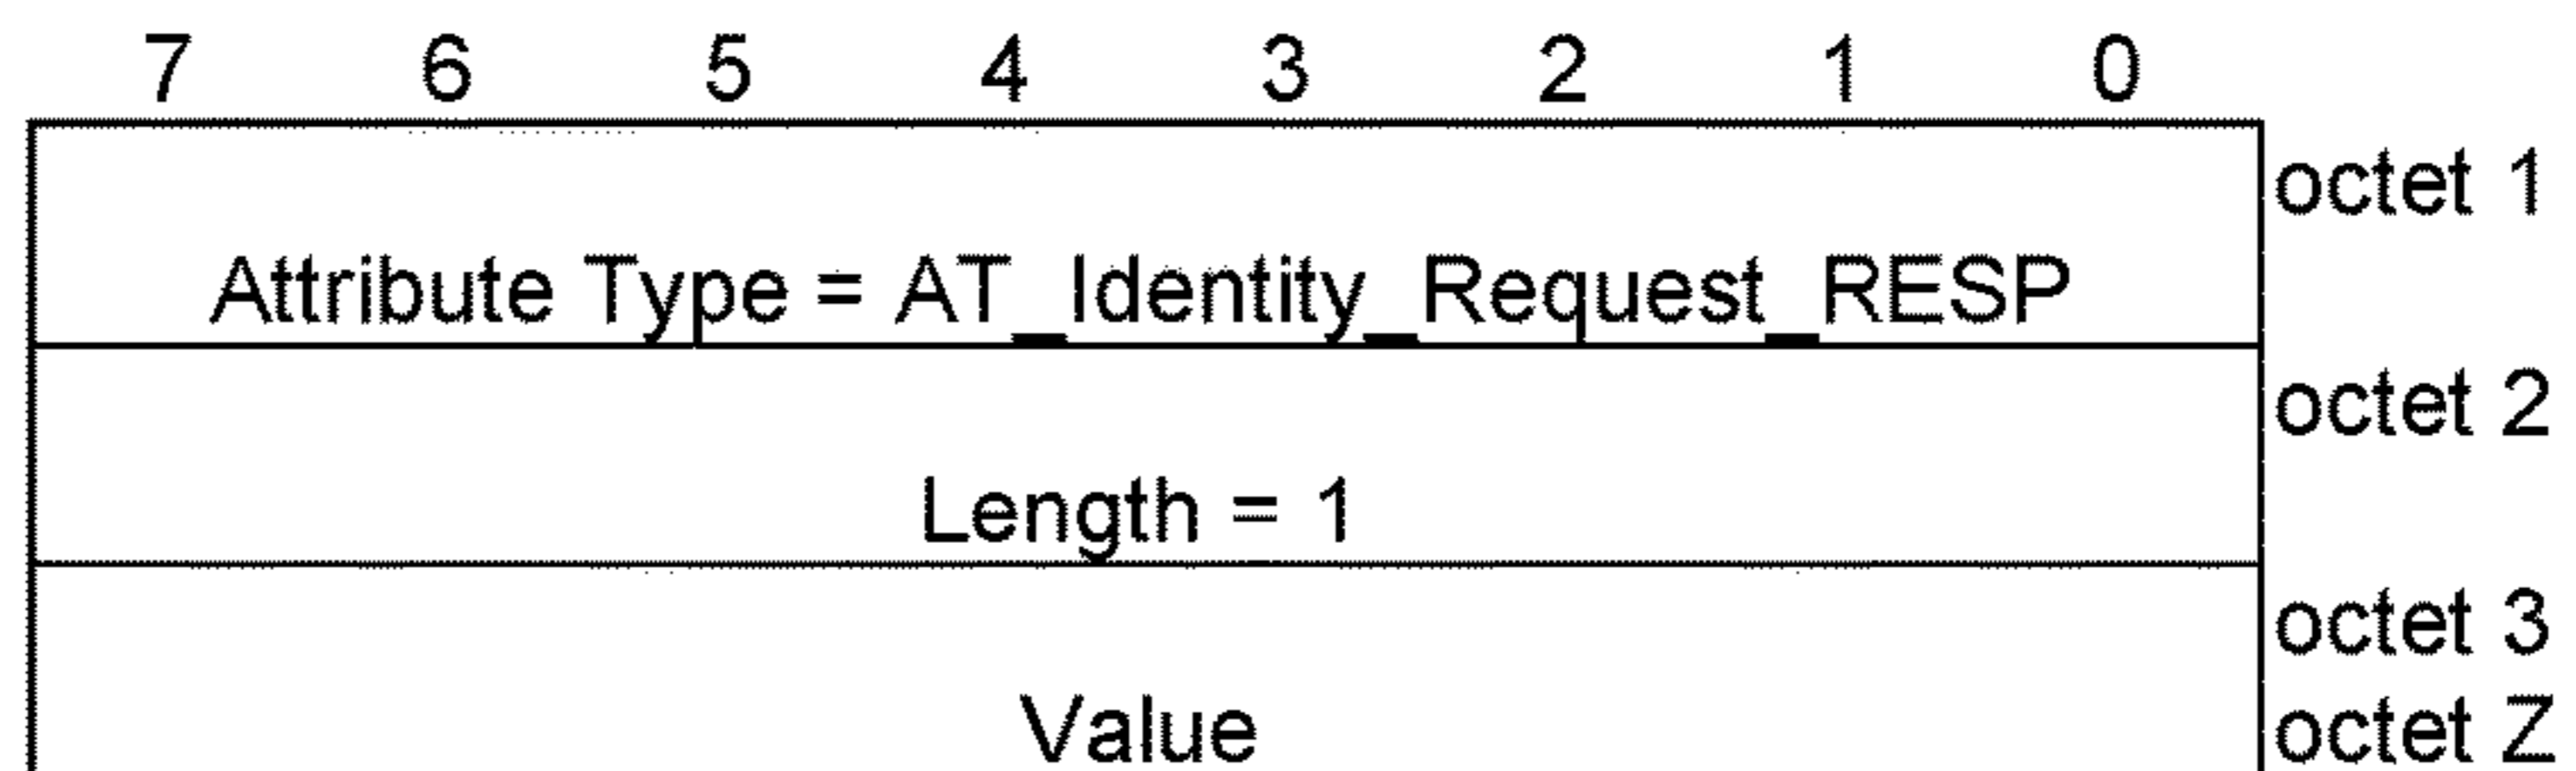 7 6 5 4 3 2 1 0
octet 1
Attribute Type = AT_Identity_Request_RESP
octet 2
Length = 1
octet 3
Value octet Z